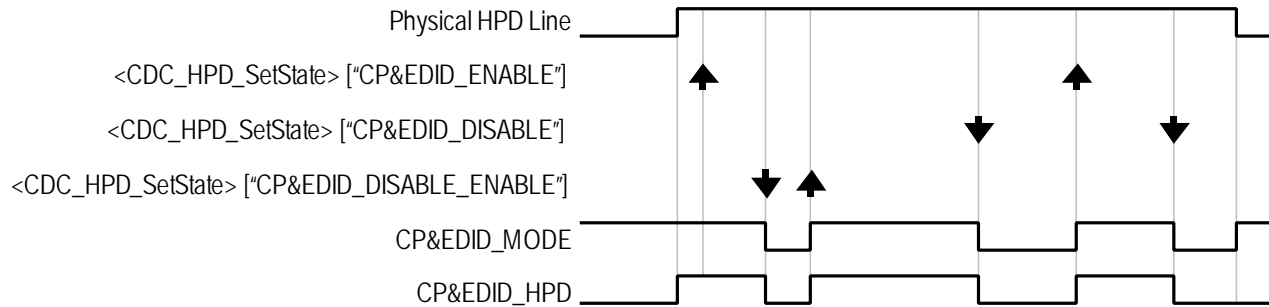 Physical HPD Line
<CDC_HPD_SetState> [“CP&EDID_ENABLE”]
<CDC_HPD_SetState> [“CP&EDID_DISABLE”]
<CDC_HPD_SetState> [“CP&EDID_DISABLE_ENABLE”]
CP&EDID_MODE
CP&EDID_HPD